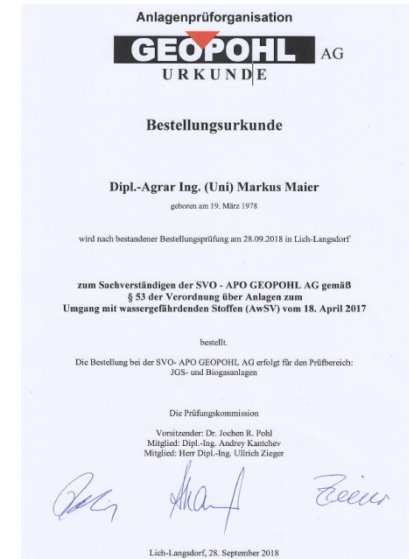 Anlagenprüforganisation
GEOPOHL AG
URKUNDE
Bestellungsurkunde
Dipl.-Agrar Ing. (Uni) Markus Maier
geboren am 19. März 1978
wird nach bestandener Bestellungsprüfung am 28.09.2018 in Lich-Langsdorf
zum Sachverständigen der SVO - APO GEOPOHL AG gemäß
§ 53 der Verordnung über Anlagen zum
Umgang mit wassergefährdenden Stoffen (AwSV) vom 18. April 2017
bestellt.
Die Bestellung bei der SVO- APO GEOPOHL AG erfolgt für den Prüfbereich:
JGS- und Biogasanlagen
Die Prüfungskommission
Vorsitzender: Dr. Jochen R. Pohl
Mitglied: Dipl.-Ing. Andrey Kantchev
Mitglied: Herr Dipl.-Ing. Ullrich Zieger
Lich-Langsdorf, 28. September 2018